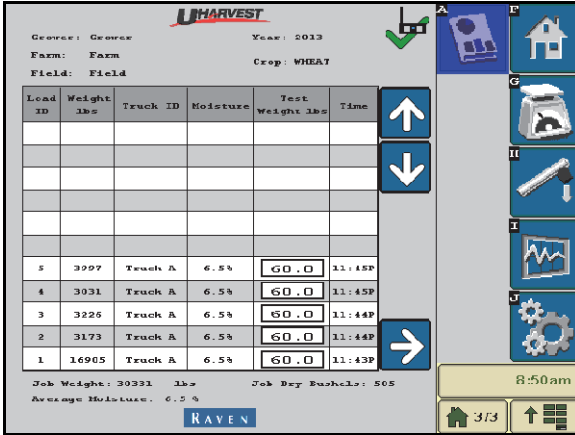 UHARVEST
Grower: Grower Year: 2013
Farm: Farm
Crop: WHEAT
Field: Field
Load ID Weight lbs Truck ID Moisture Test Weight lbs Time
5 3997 Truck A 6.5% 60.0 11:45P
4 3031 Truck A 6.5% 60.0 11:45P
3 3226 Truck A 6.5% 60.0 11:44P
2 3173 Truck A 6.5% 60.0 11:44P
1 16905 Truck A 6.5% 60.0 11:43P
Job Weight: 30331 lbs Job Dry Bushels: 505
Average Moisture: 6.5 %
RAVEN
A
F
G
H
I
J
8:50am
3/3